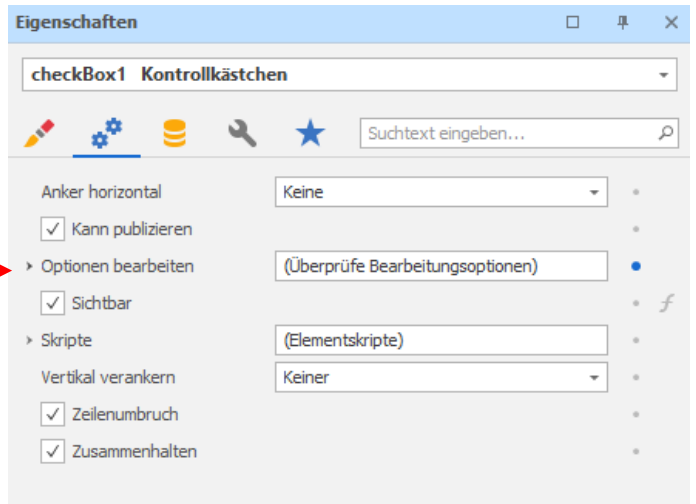 Eigenschaften
checkBox1 Kontrollkästchen
Suchtext eingeben...
Anker horizontal Keine
Kann publizieren
Optionen bearbeiten (Überprüfe Bearbeitungsoptionen)
Sichtbar
Skripte (Elementskripte)
Vertikal verankern Keiner
Zeilenumbruch
Zusammenhalten